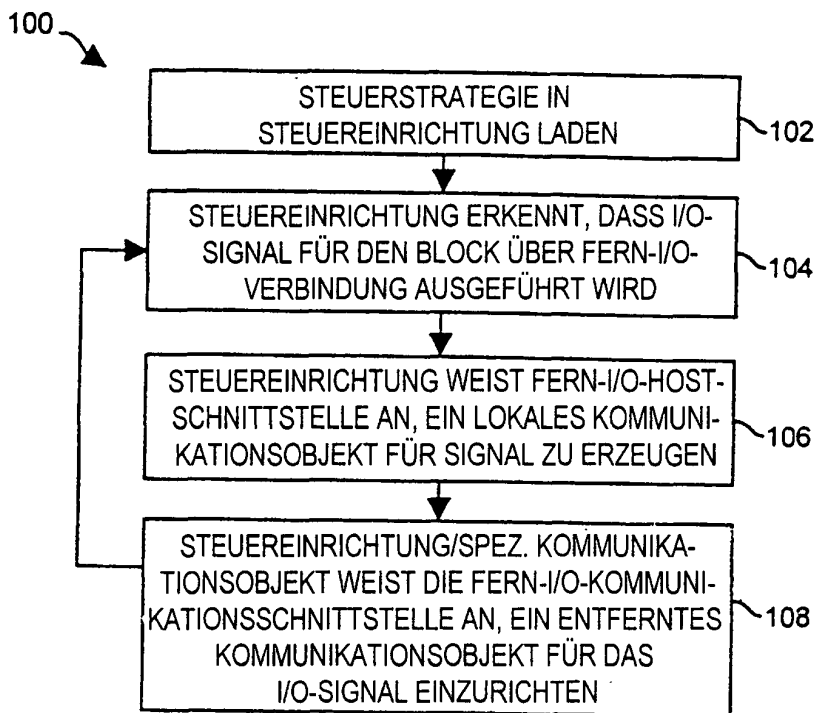 100
STEUERSTRATEGIE IN
STEUEREINRICHTUNG LADEN
102
STEUEREINRICHTUNG ERKENNT, DASS I/O-
SIGNAL FÜR DEN BLOCK ÜBER FERN-I/O-
VERBINDUNG AUSGEFÜHRT WIRD
104
STEUEREINRICHTUNG WEIST FERN-I/O-HOST-
SCHNITTSTELLE AN, EIN LOKALES KOMMUNI-
KATIONSOBJEKT FÜR SIGNAL ZU ERZEUGEN
106
STEUEREINRICHTUNG/SPEZ. KOMMUNIKA-
TIONSOBJEKT WEIST DIE FERN-I/O-KOMMUNI-
KATIONSSCHNITTSTELLE AN, EIN ENTFERNTES
KOMMUNIKATIONSOBJEKT FÜR DAS
I/O-SIGNAL EINZURICHTEN
108